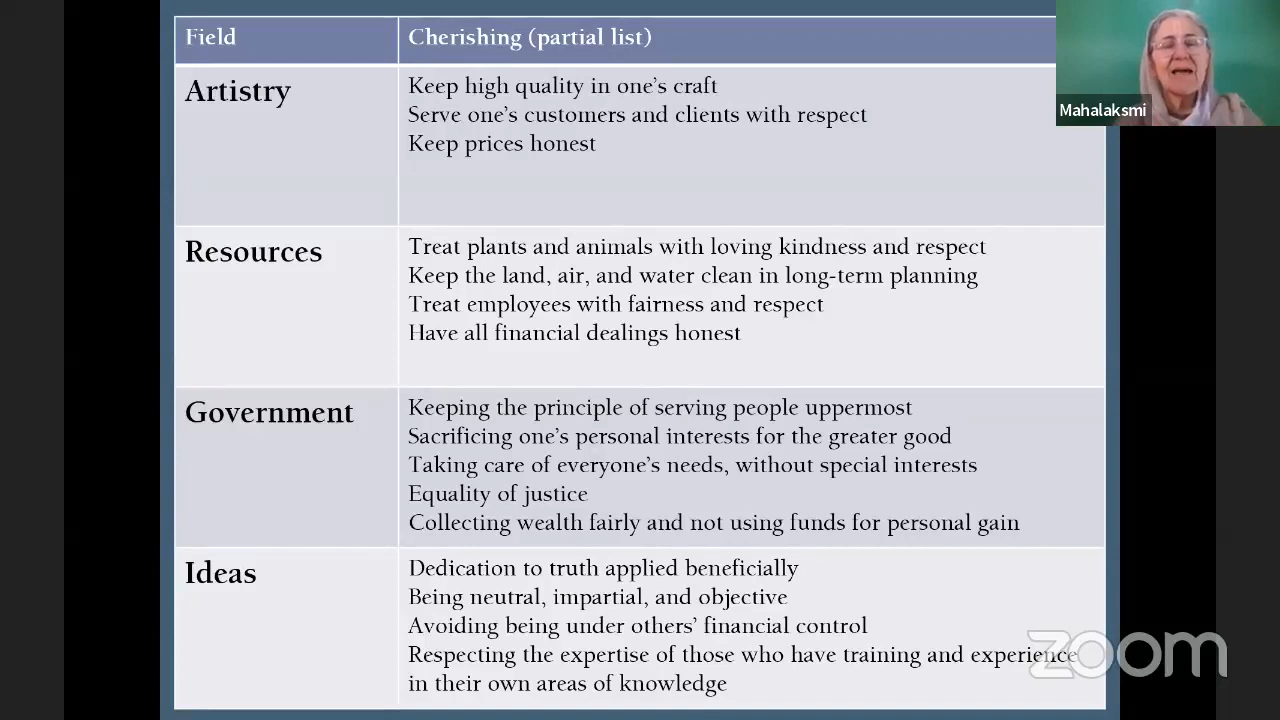 Field
Cherishing (partial list)
Mahalaksmi
Artistry
Keep high quality in one's craft
Serve one's customers and clients with respect
Keep prices honest
Resources
Treat plants and animals with loving kindness and respect
Keep the land, air, and water clean in long-term planning
Treat employees with fairness and respect
Have all financial dealings honest
Government
Keeping the principle of serving people uppermost
Sacrificing one's personal interests for the greater good
Taking care of everyone's needs, without special interests
Equality of justice
Collecting wealth fairly and not using funds for personal gain
Ideas
Dedication to truth applied beneficially
Being neutral, impartial, and objective
Avoiding being under others' financial control
Respecting the expertise of those who have training and experience
in their own areas of knowledge
zoom